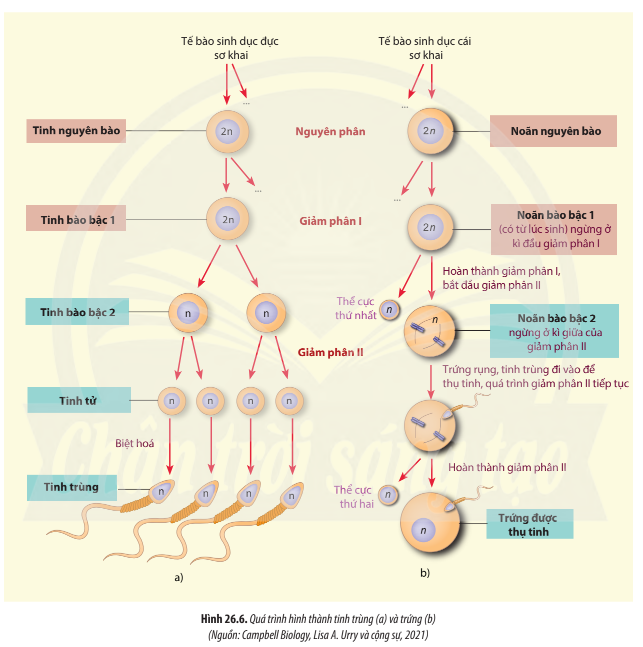 Tế bào sinh dục đực
sơ khai
Tế bào sinh dục cái
sơ khai
...
...
Tinh nguyên bào
2n
Nguyên phân
2n
Noãn nguyên bào
...
...
Tinh bào bậc 1
2n
Giảm phân I
2n
Noãn bào bậc 1
(có từ lúc sinh) ngừng ở
kì đầu giảm phân I
Hoàn thành giảm phân I,
bắt đầu giảm phân II
Tinh bào bậc 2
n
n
Thể cực
thứ nhất
n
n
Noãn bào bậc 2
ngừng ở kì giữa của
giảm phân II
Giảm phân II
Trứng rụng, tinh trùng đi vào để
thụ tinh, quá trình giảm phân II tiếp tục
Tinh tử
n
n
n
n
Biệt hoá
Hoàn thành giảm phân II
Tinh trùng
n
n
n
n
Thể cực
thứ hai
n
n
Trứng được
thụ tinh
a)
b)
Chân trời sáng tạo
Hình 26.6. Quá trình hình thành tinh trùng (a) và trứng (b)
(Nguồn: Campbell Biology, Lisa A. Urry và cộng sự, 2021)